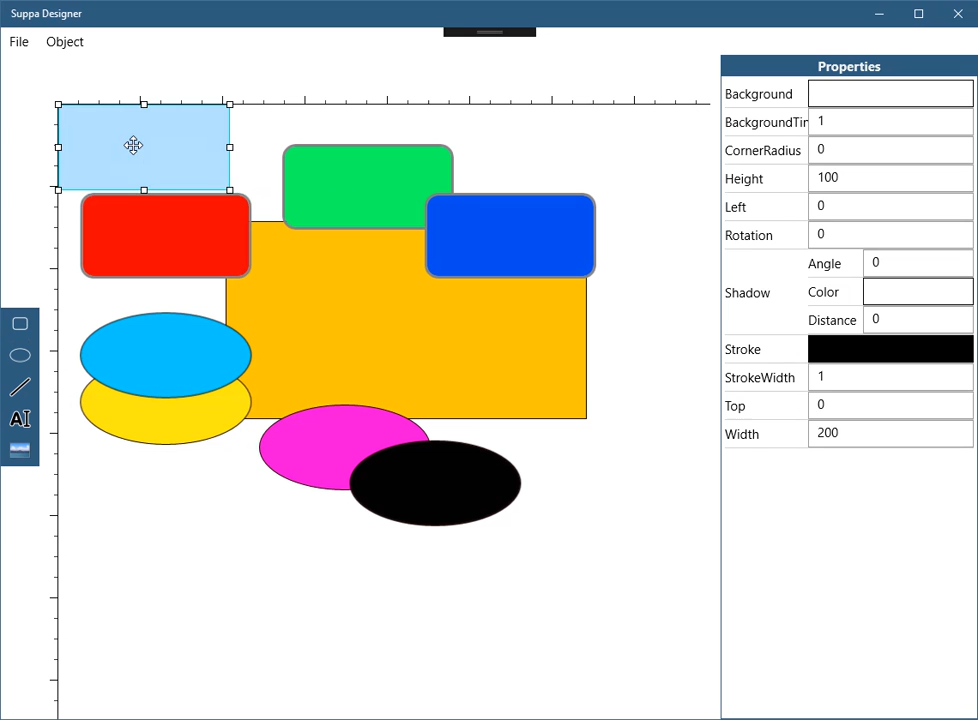 Suppa Designer
File Object
Properties
Background
BackgroundTin 1
CornerRadius 0
Height 100
Left 0
Rotation 0
Shadow
Angle 0
Color
Distance 0
Stroke
StrokeWidth 1
Top 0
Width 200
AI